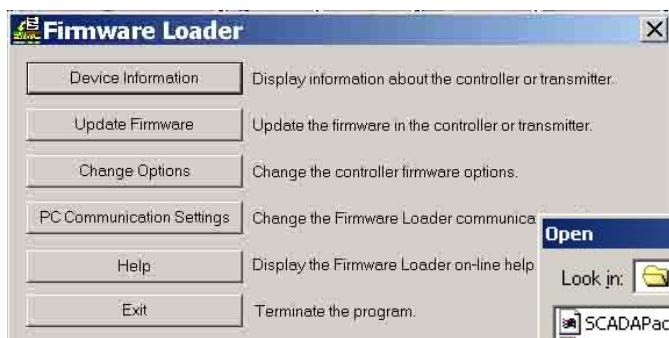 Firmware Loader
Device Information Display information about the controller or transmitter.
Update Firmware Update the firmware in the controller or transmitter.
Change Options Change the controller firmware options.
PC Communication Settings Change the Firmware Loader communica
Open
Help Display the Firmware Loader on-line help
Look in:
Exit Terminate the program.
SCADAPac